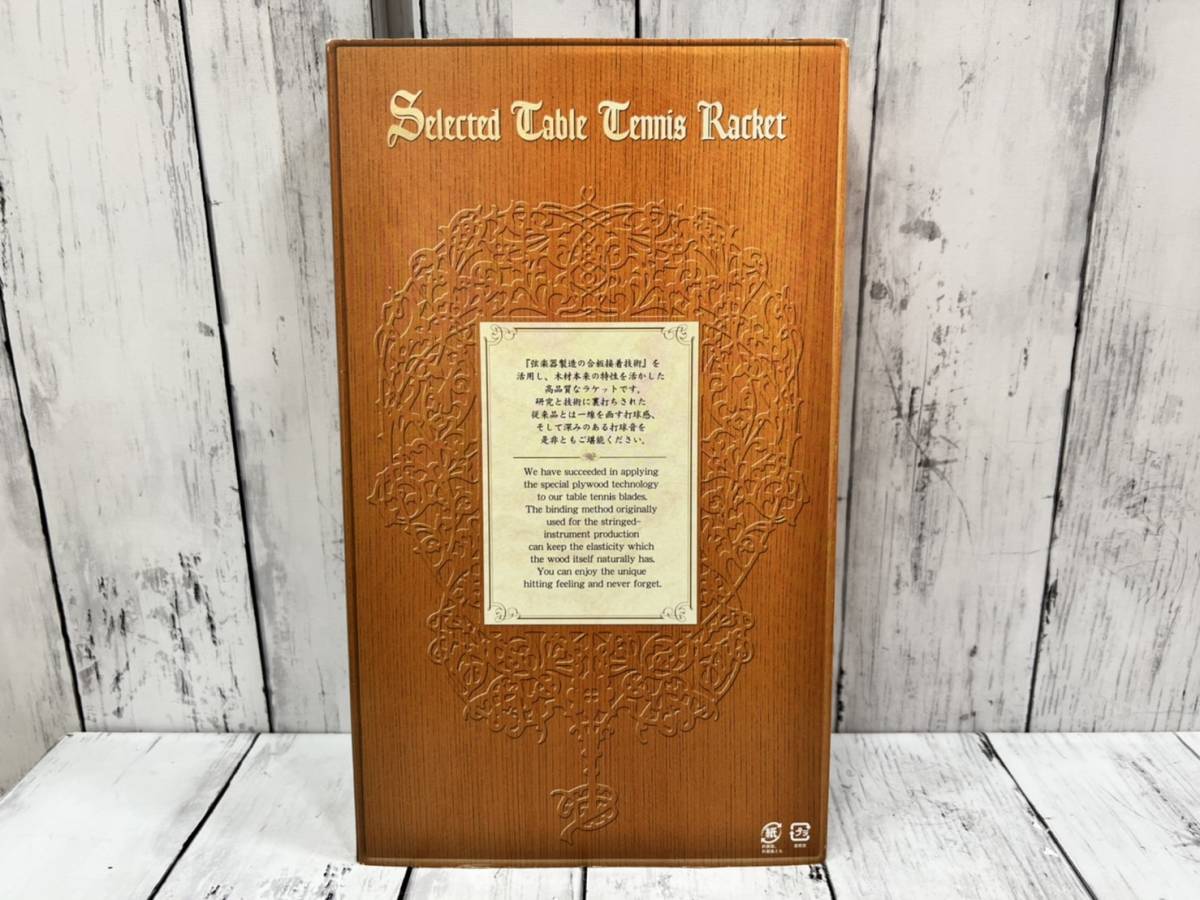 Selected Table Tennis Racket
『弦楽器製造の合板接着技術』を
活用し、木材本来の特性を活かした
高品質なラケットです。
研究と技術に裏打ちされた
従来品とは一線を画す打球感、
そして深みのある打球音を
是非ともご堪能ください。
We have succeeded in applying
the special plywood technology
to our table tennis blades.
The binding method originally
used for the stringed-
instrument production
can keep the elasticity which
the wood itself naturally has.
You can enjoy the unique
hitting feeling and never forget.
紙 プラ